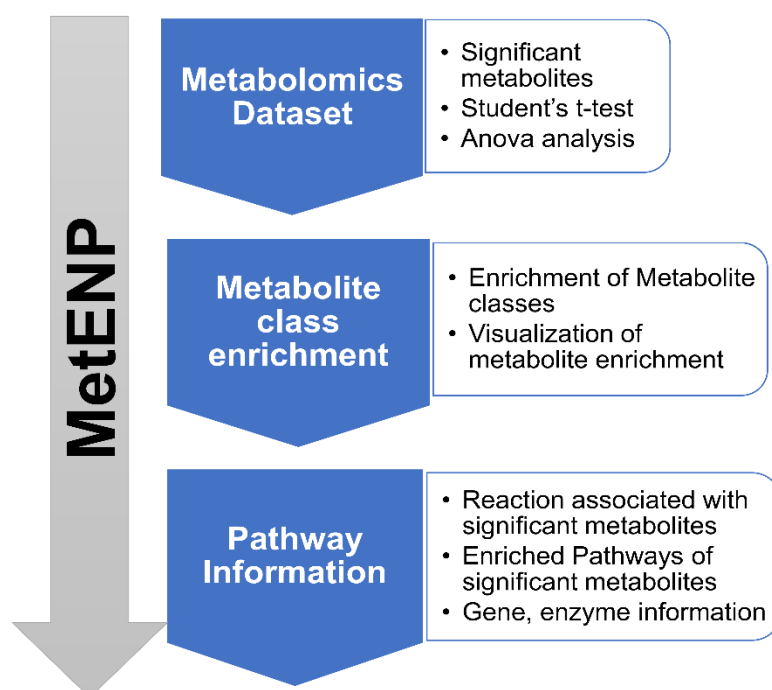 MetENP
Metabolomics
Dataset
• Significant
metabolites
• Student’s t-test
• Anova analysis
Metabolite
class
enrichment
• Enrichment of Metabolite
classes
• Visualization of
metabolite enrichment
Pathway
Information
• Reaction associated with
significant metabolites
• Enriched Pathways of
significant metabolites
• Gene, enzyme information